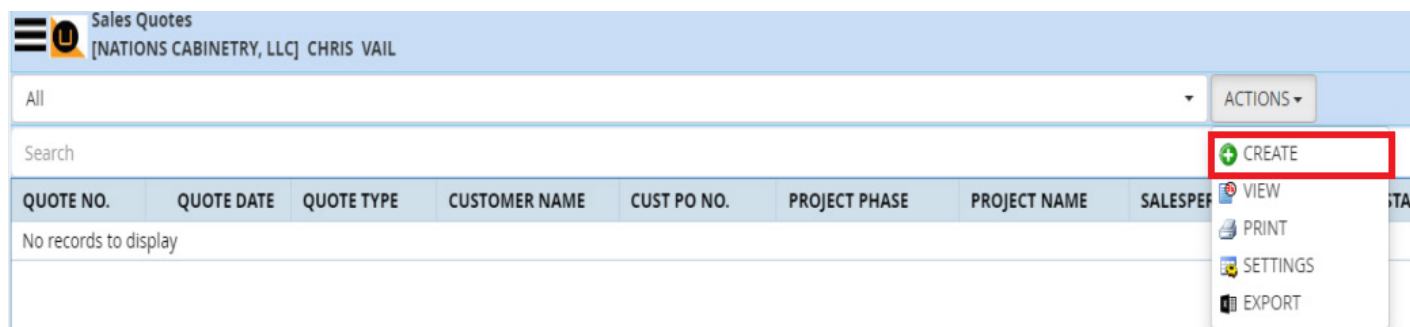 Sales Quotes
[NATIONS CABINETRY, LLC] CHRIS VAIL
All
ACTIONS
Search
CREATE
QUOTE NO. QUOTE DATE QUOTE TYPE CUSTOMER NAME CUST PO NO. PROJECT PHASE PROJECT NAME
VIEW
No records to display
PRINT
SETTINGS
EXPORT